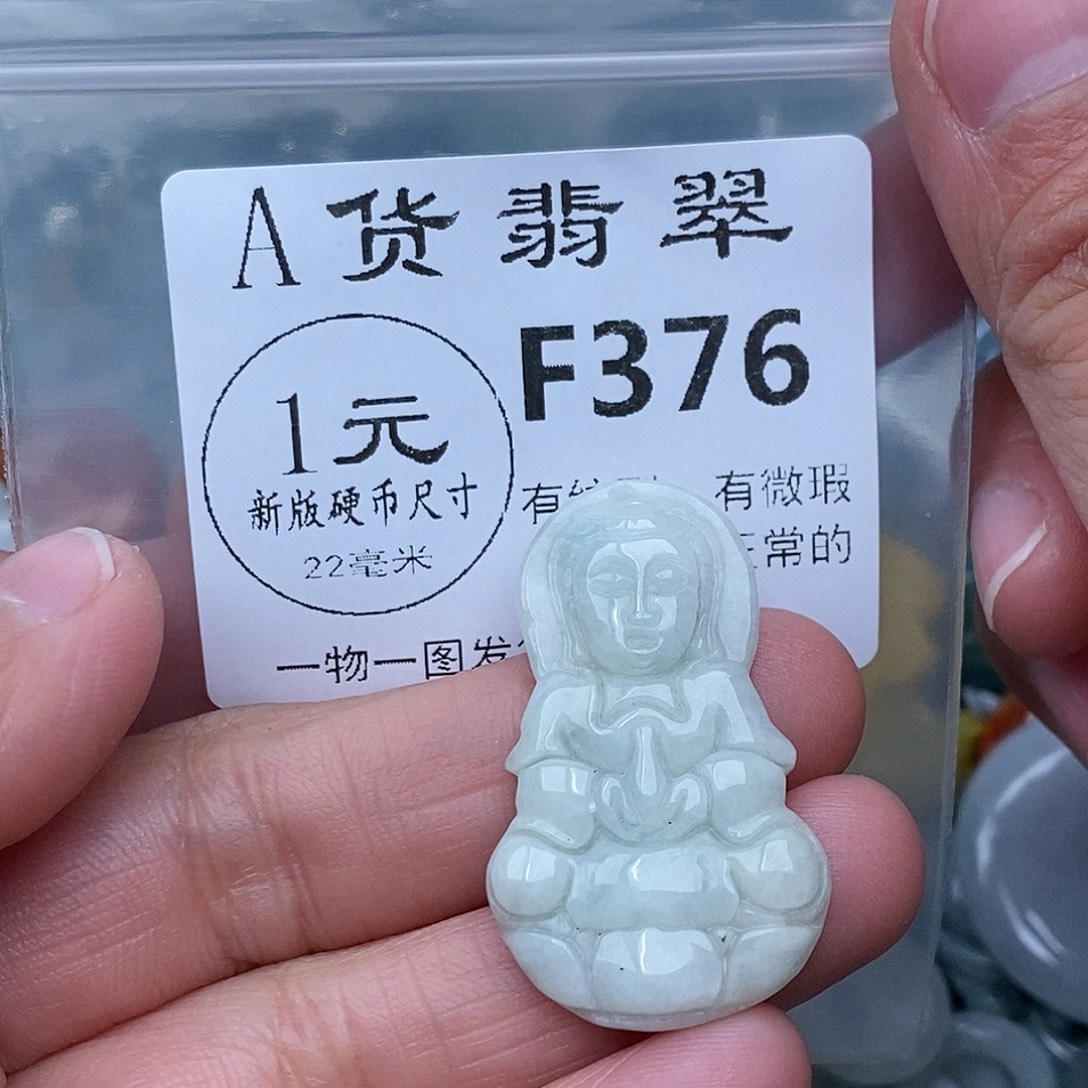 A货翡翠
F376
1元
新版硬币尺寸
22毫米
有 有微瑕
常的
一物一图发